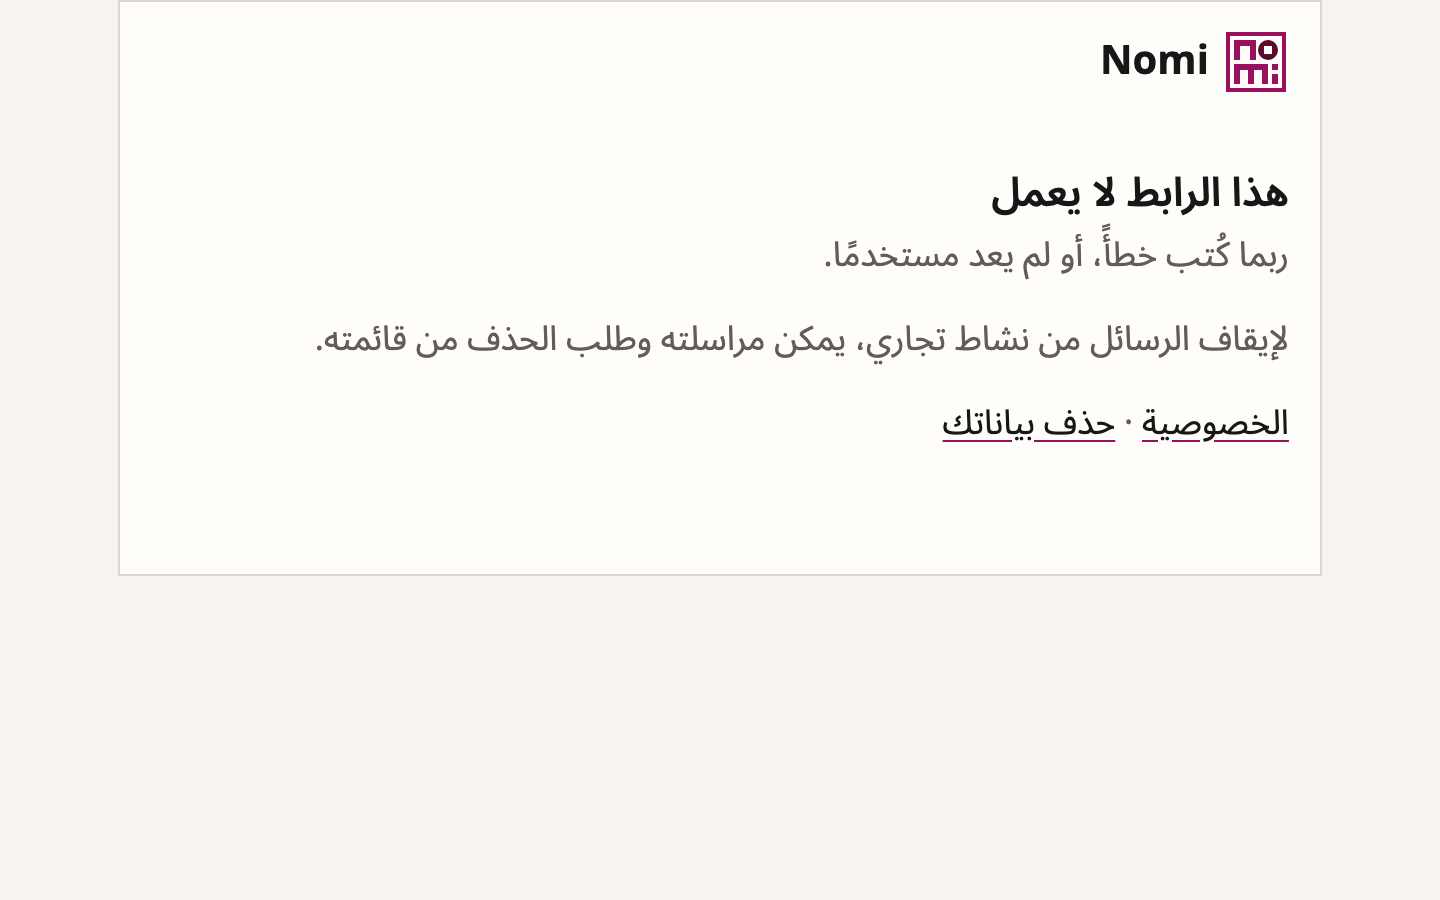 nomi Nomi
هذا الرابط لا يعمل
ربما كُتب خطأً، أو لم يعد مستخدمًا.
لإيقاف الرسائل من نشاط تجاري، يمكن مراسلته وطلب الحذف من قائمته.
الخصوصية · حذف بياناتك